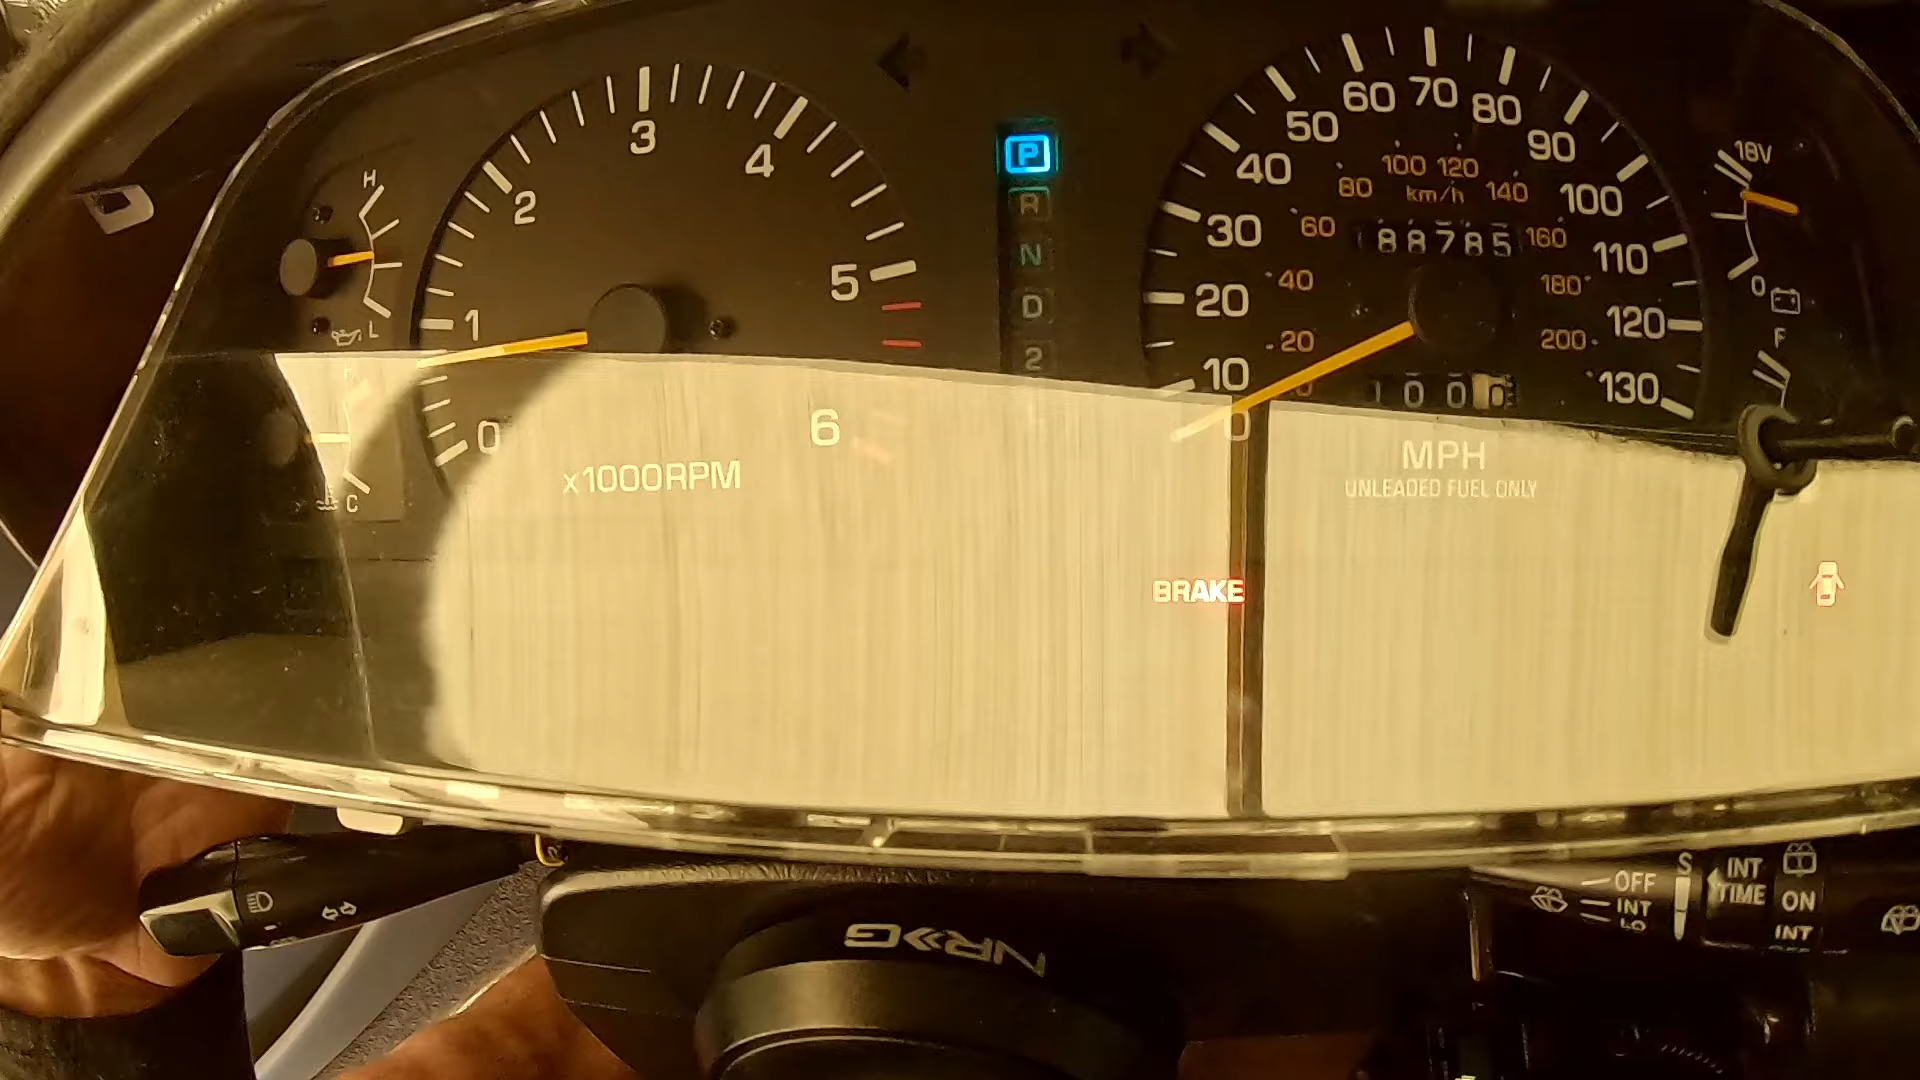 H
L
C
0
1
2
3
4
5
6
x1000RPM
P
R
N
D
2
0
10
20
30
40
50
60
70
80
90
100
110
120
130
20
40
60
80
100
120
140
160
180
200
km/h
88785
100
MPH
UNLEADED FUEL ONLY
18V
0
F
BRAKE
NRG
OFF
INT
LO
S
INT
TIME
ON
INT